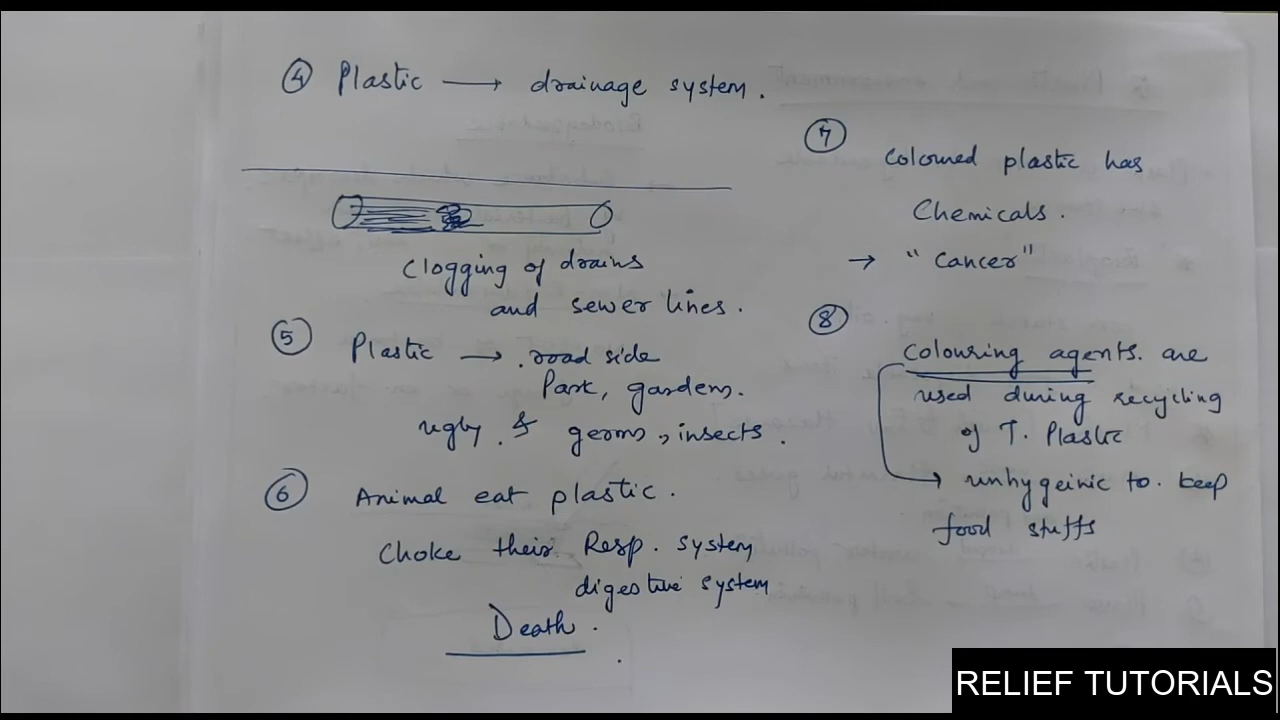 ④ Plastic → drainage system.
Clogging of drains
and sewer lines.
⑤ Plastic → road side
Park, gardens.
ugly & germs, insects.
⑥ Animal eat plastic.
Choke their Resp. system
digestive system
Death.
⑦ Coloured plastic has
Chemicals.
→ "Cancer"
⑧ Colouring agents are
used during recycling
of T. Plastic
→ unhygeinic to keep
food stuffs
RELIEF TUTORIALS